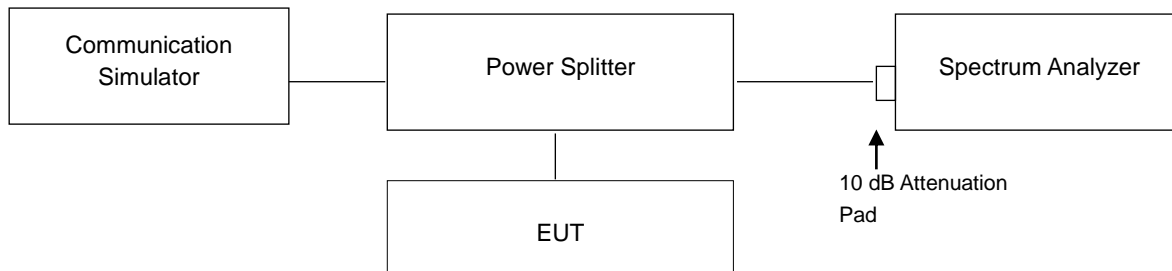 Communication
Simulator
Power Splitter
Spectrum Analyzer
10 dB Attenuation
Pad
EUT